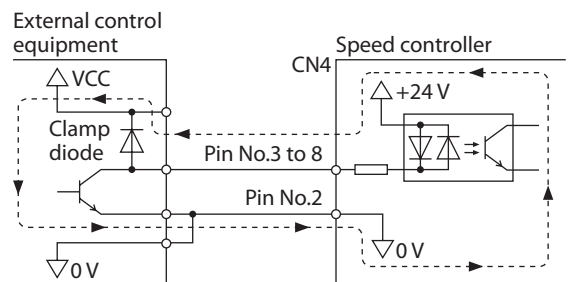 External control
equipment
Speed controller
CN4
VCC
+24 V
Clamp
diode
Pin No.3 to 8
Pin No.2
0 V
0 V